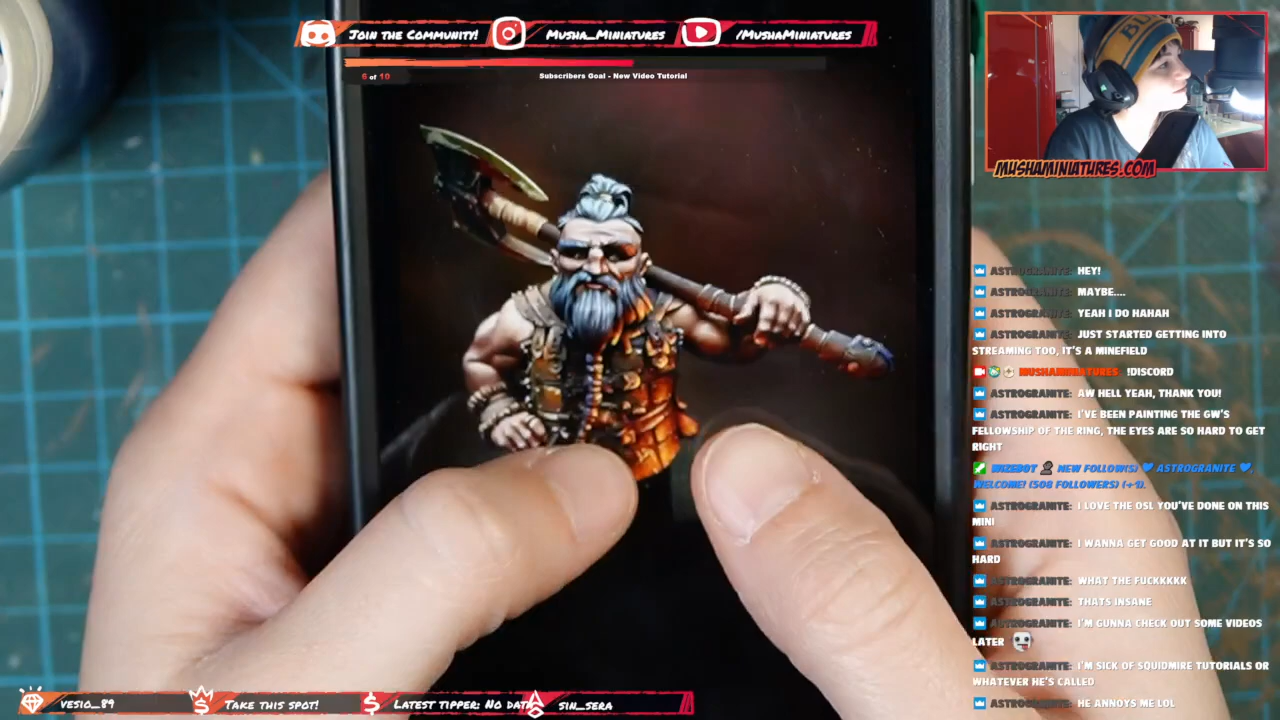 Join the Community!
Musha_Miniatures
/MushaMiniatures
6 of 10
Subscribers Goal - New Video Tutorial
MUSHAMINIATURES.COM
ASTROGRANITE: HEY!
ASTROGRANITE: MAYBE....
ASTROGRANITE: YEAH I DO HAHAH
ASTROGRANITE: JUST STARTED GETTING INTO
STREAMING TOO, IT'S A MINEFIELD
MUSHAMINIATURES: !DISCORD
ASTROGRANITE: AW HELL YEAH, THANK YOU!
ASTROGRANITE: I'VE BEEN PAINTING THE GW'S
FELLOWSHIP OF THE RING, THE EYES ARE SO HARD TO GET
RIGHT
WIZEBOT NEW FOLLOW(S) ASTROGRANITE
WELCOME! (508 FOLLOWERS) (+1).
ASTROGRANITE: I LOVE THE OSL YOU'VE DONE ON THIS
MINI
ASTROGRANITE: I WANNA GET GOOD AT IT BUT IT'S SO
HARD
ASTROGRANITE: WHAT THE FUCKKKKK
ASTROGRANITE: THATS INSANE
ASTROGRANITE: I'M GUNNA CHECK OUT SOME VIDEOS
LATER
ASTROGRANITE: I'M SICK OF SQUIDMIRE TUTORIALS OR
WHATEVER HE'S CALLED
ASTROGRANITE: HE ANNOYS ME LOL
vesio_89
Take this spot!
Latest tipper: No data
sin_sera